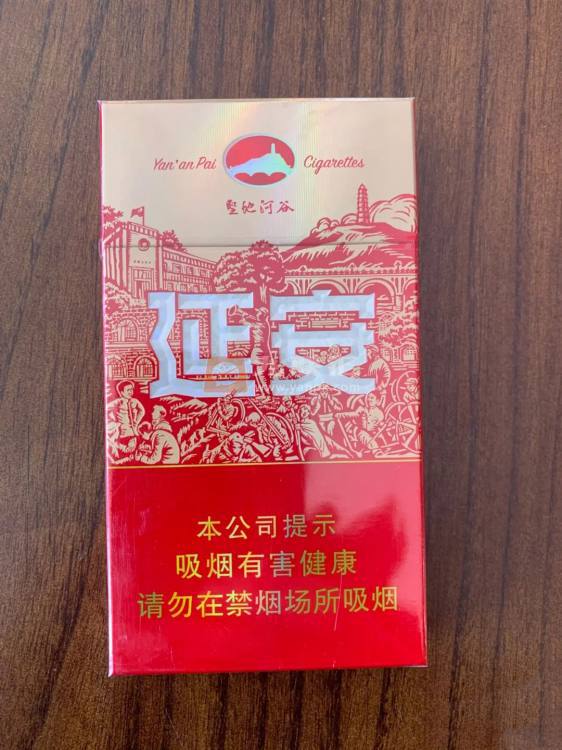 Yan'an Pai Cigarettes
圣地河谷
延安
本公司提示
吸烟有害健康
请勿在禁烟场所吸烟